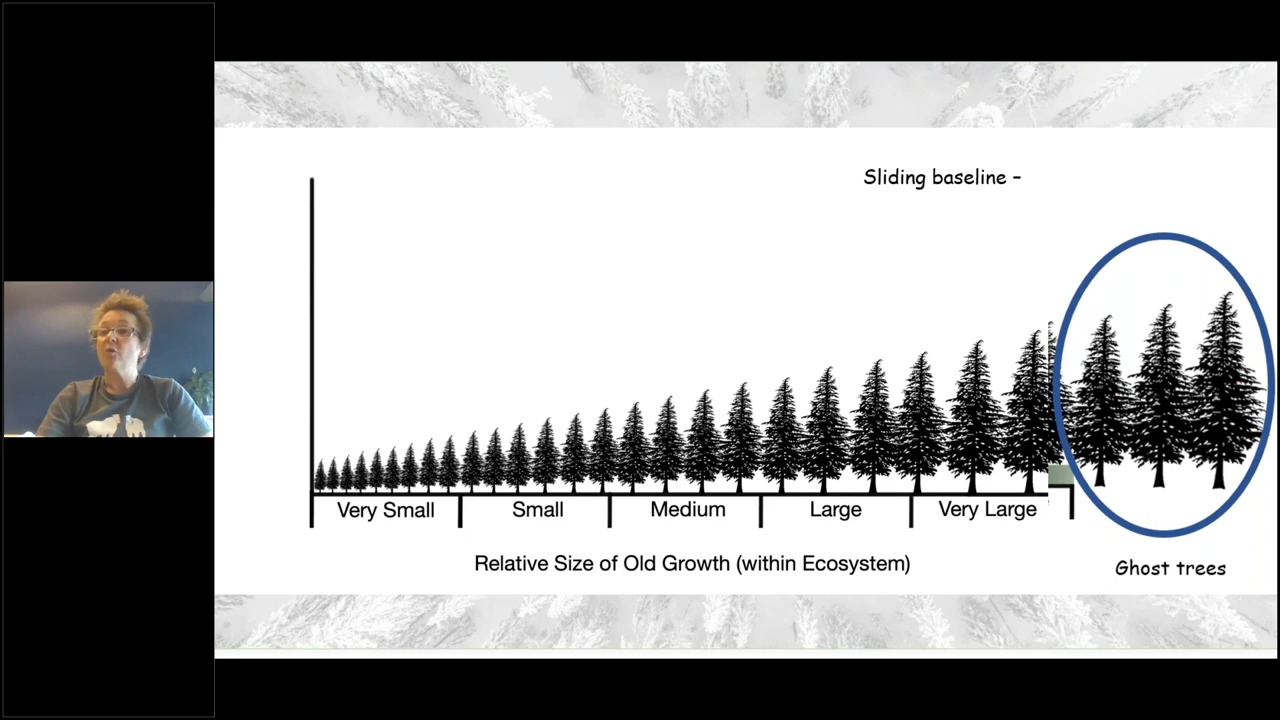 Sliding baseline –
Very Small
Small
Medium
Large
Very Large
Relative Size of Old Growth (within Ecosystem)
Ghost trees